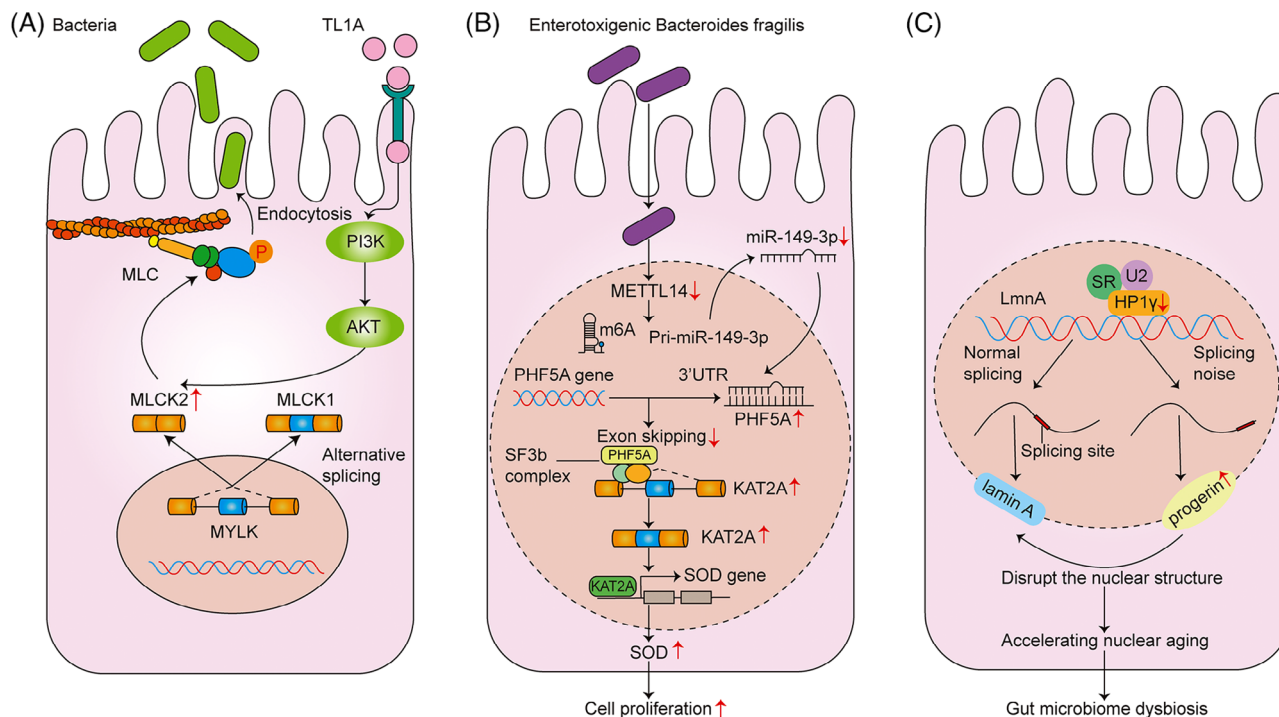 (A)
Bacteria
TL1A
Endocytosis
P
MLC
PI3K
AKT
MLCK2
MLCK1
Alternative
splicing
MYLK
(B)
Enterotoxigenic Bacteroides fragilis
miR-149-3p
METTL14
m6A
Pri-miR-149-3p
PHF5A gene
3'UTR
PHF5A
Exon skipping
PHF5A
SF3b
complex
KAT2A
KAT2A
KAT2A
SOD gene
SOD
Cell proliferation
(C)
SR
U2
HP1γ
LmnA
Normal
splicing
Splicing
noise
Splicing site
lamin A
progerin
Disrupt the nuclear structure
Accelerating nuclear aging
Gut microbiome dysbiosis